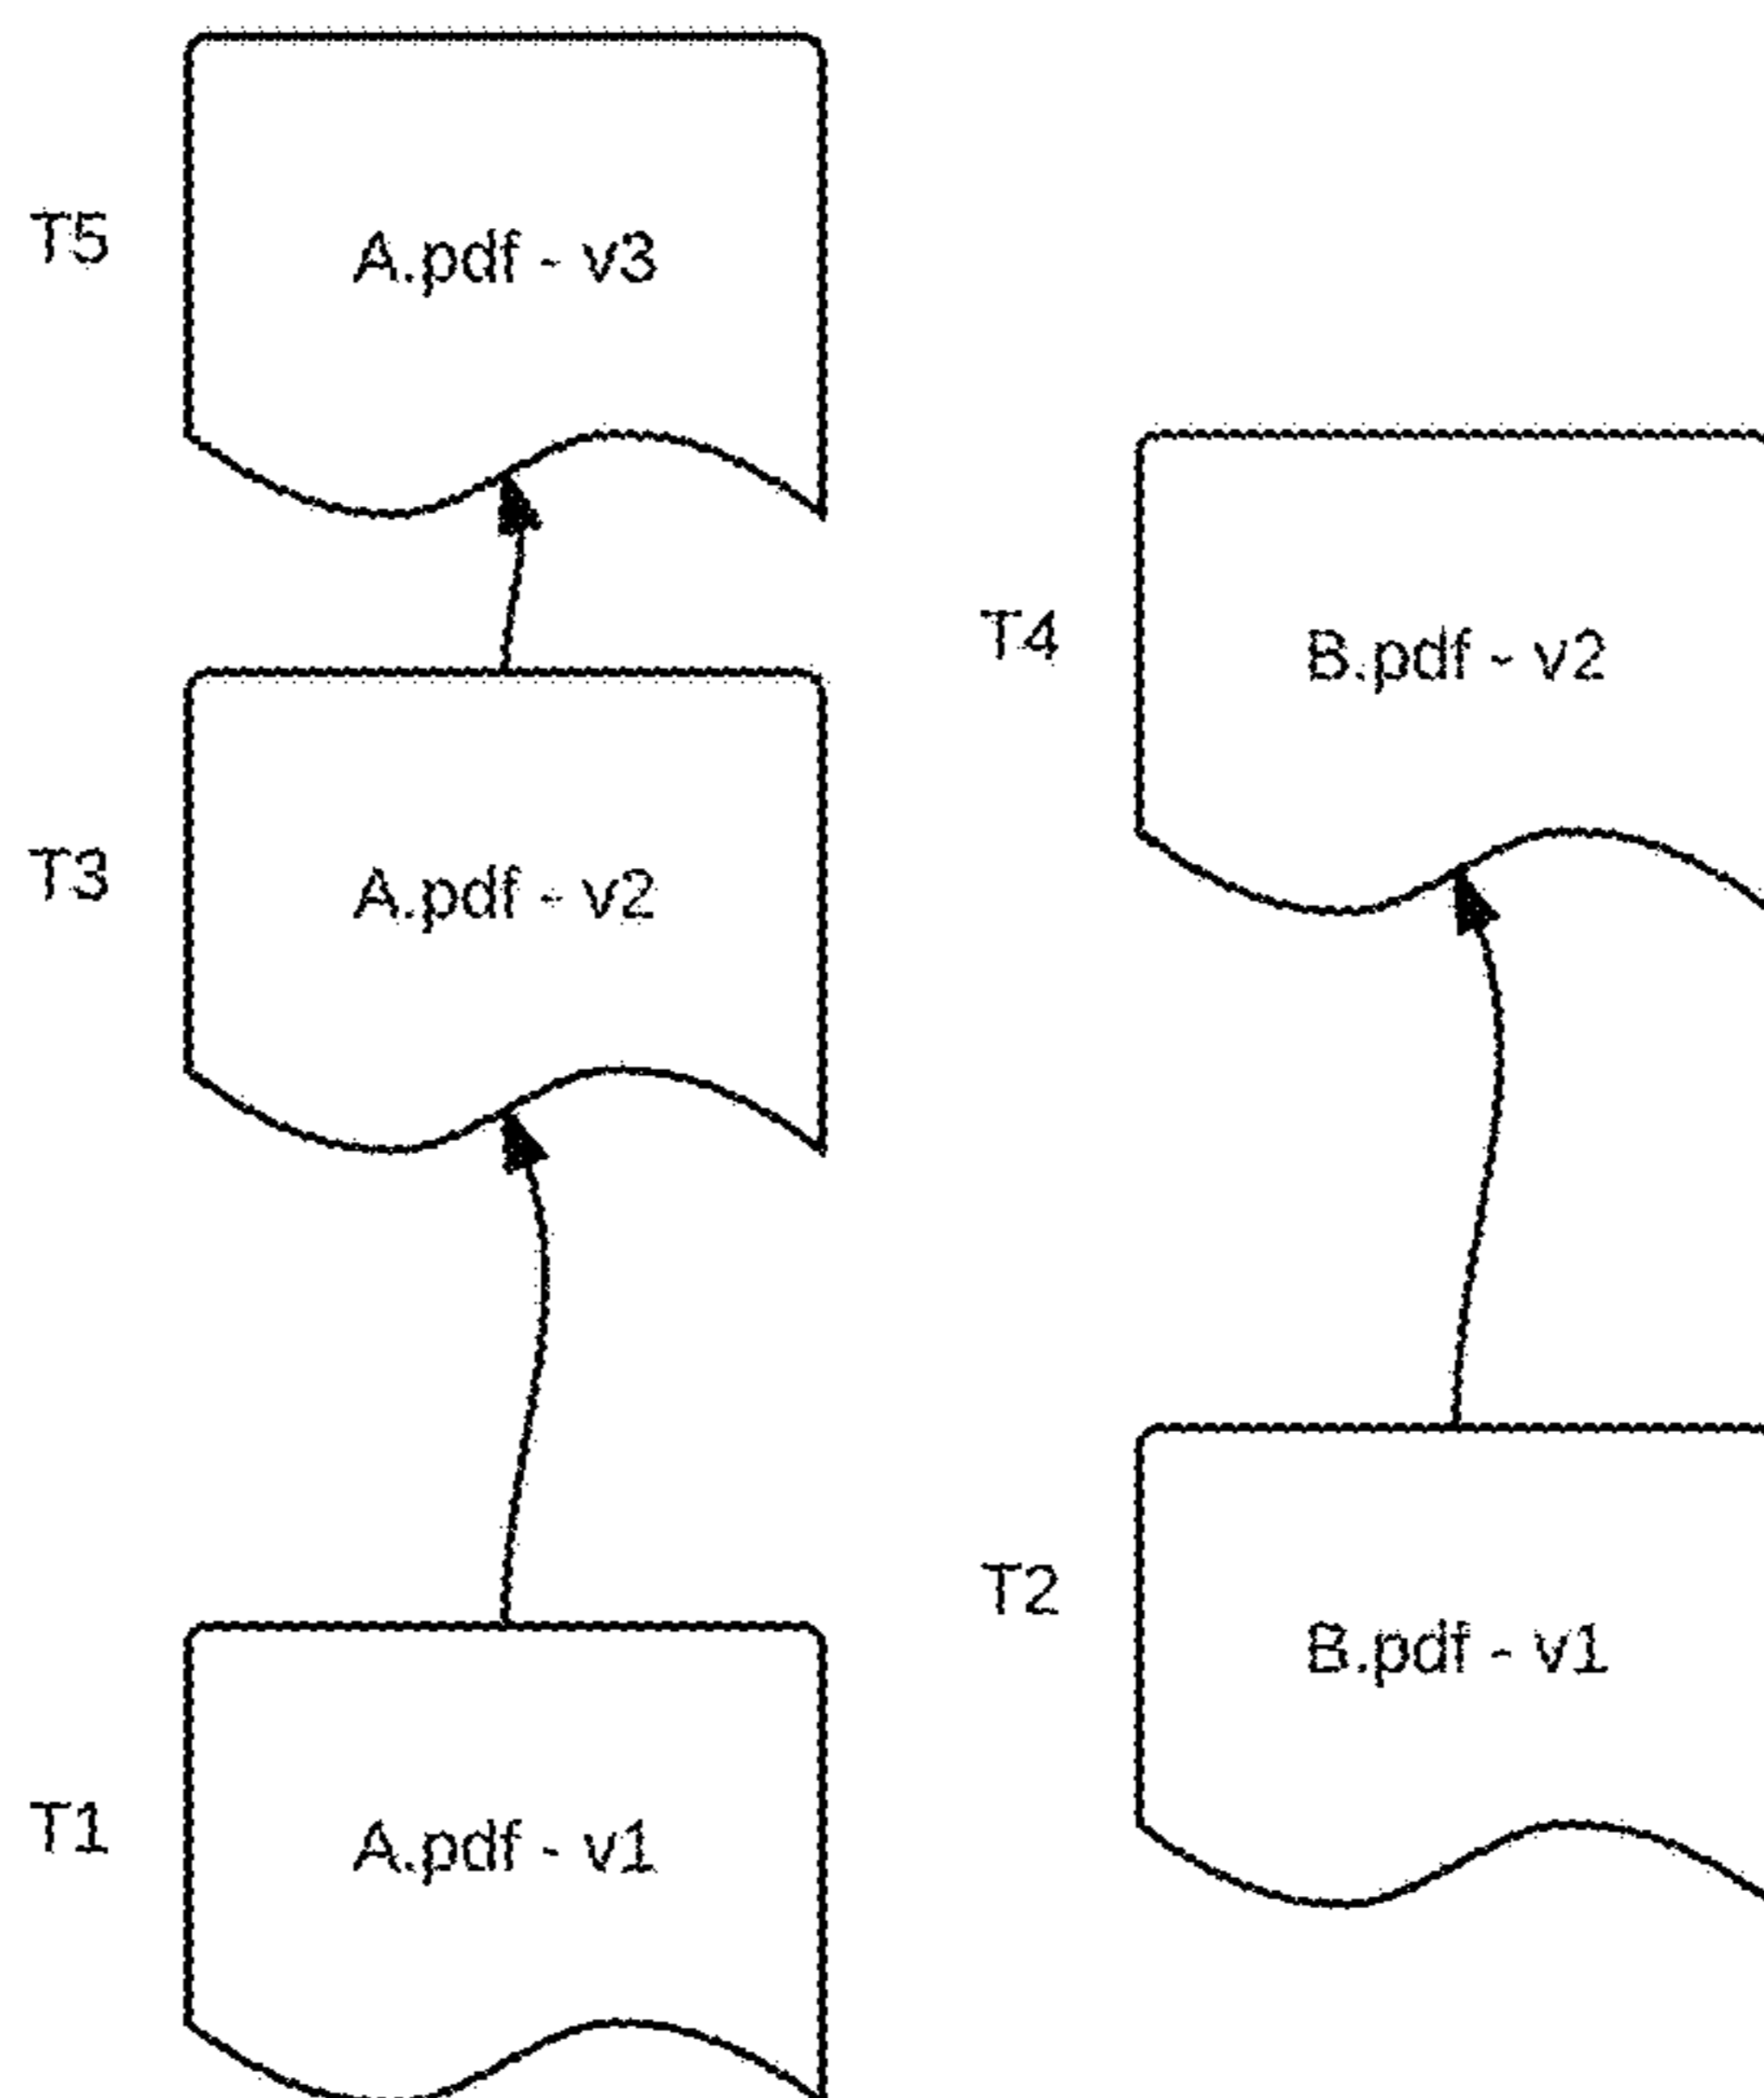 T5
A.pdf - v3
T4
B.pdf - v2
T3
A.pdf - v2
T2
B.pdf - v1
T1
A.pdf - v1